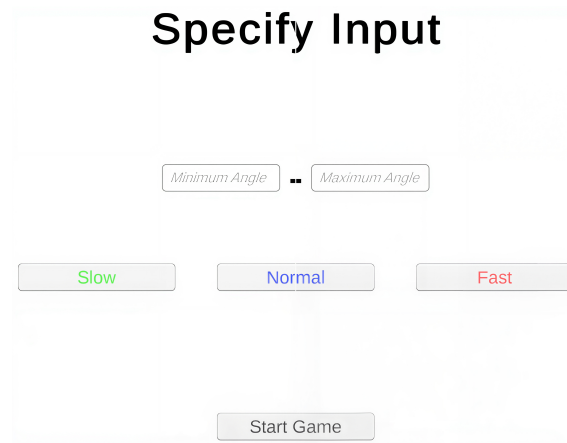 Specify Input
Minimum Angle -- Maximum Angle
Slow Normal Fast
Start Game